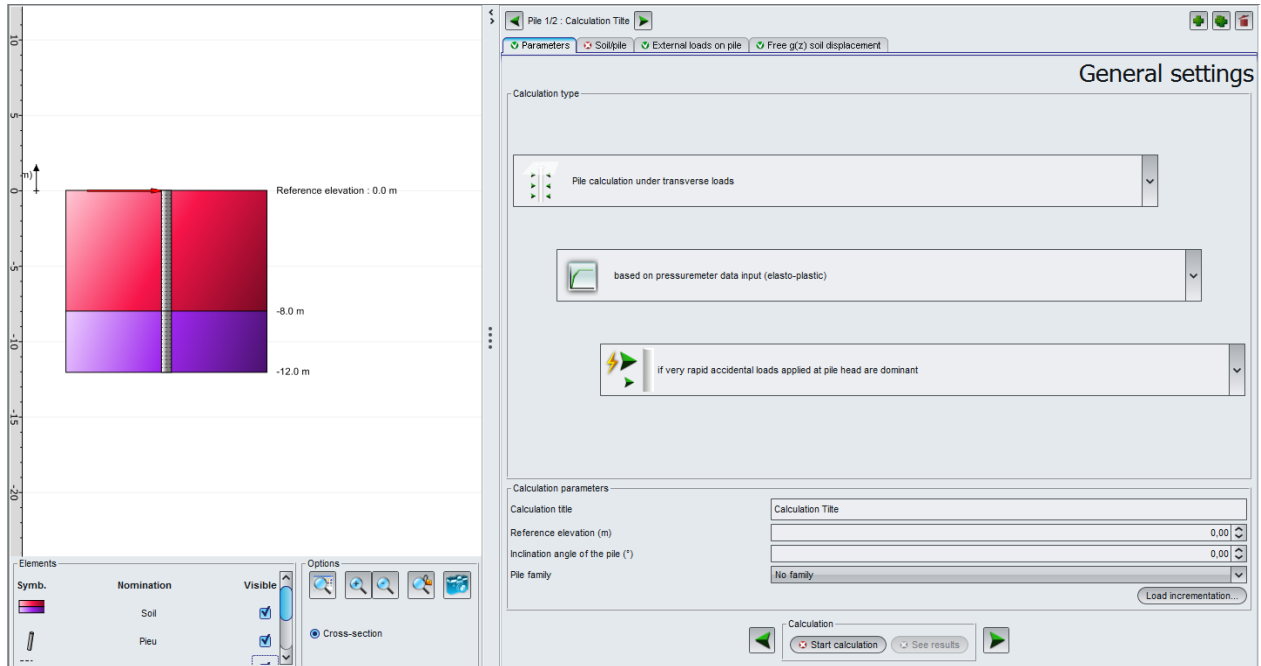 Pile 1/2 : Calculation Tilte
Parameters
Soil/pile
External loads on pile
Free g(z) soil displacement
General settings
Calculation type
Pile calculation under transverse loads
based on pressuremeter data input (elasto-plastic)
if very rapid accidental loads applied at pile head are dominant
10
5
m)
0
-5
-10
-15
-20
Reference elevation : 0.0 m
-8.0 m
-12.0 m
Calculation parameters
Calculation title Calculation Tilte
Reference elevation (m) 0,00
Inclination angle of the pile (°) 0,00
Pile family No family
Load incrementation...
Elements
Symb. Nomination Visible
Soil
Pieu
Options
Cross-section
Calculation
Start calculation See results